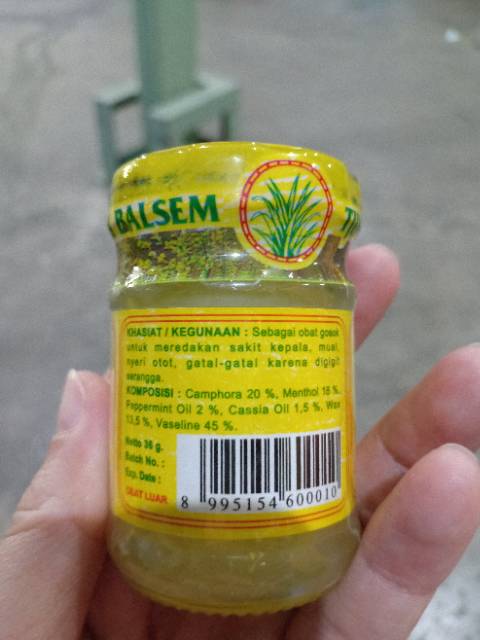 BALSEM
KHASIAT / KEGUNAAN : Sebagai obat gosok
untuk meredakan sakit kepala, mual,
nyeri otot, gatal-gatal karena digigit
serangga.
KOMPOSISI : Camphora 20 %, Menthol 18 %,
Peppermint Oil 2 %, Cassia Oil 1,5 %, Wax
13,5 %, Vaseline 45 %.
Netto 36 g.
Batch No. :
Exp. Date :
OBAT LUAR
8 995154 600010